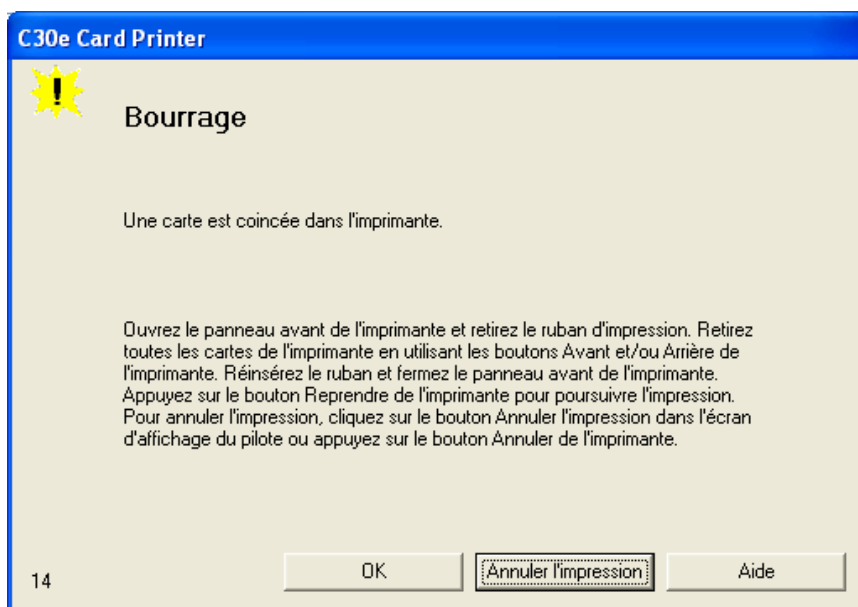 C30e Card Printer
!
Bourrage
Une carte est coincée dans l'imprimante.
Ouvrez le panneau avant de l'imprimante et retirez le ruban d'impression. Retirez
toutes les cartes de l'imprimante en utilisant les boutons Avant et/ou Arrière de
l'imprimante. Réinsérez le ruban et fermez le panneau avant de l'imprimante.
Appuyez sur le bouton Reprendre de l'imprimante pour poursuivre l'impression.
Pour annuler l'impression, cliquez sur le bouton Annuler l'impression dans l'écran
d'affichage du pilote ou appuyez sur le bouton Annuler de l'imprimante.
14
OK
Annuler l'impression
Aide